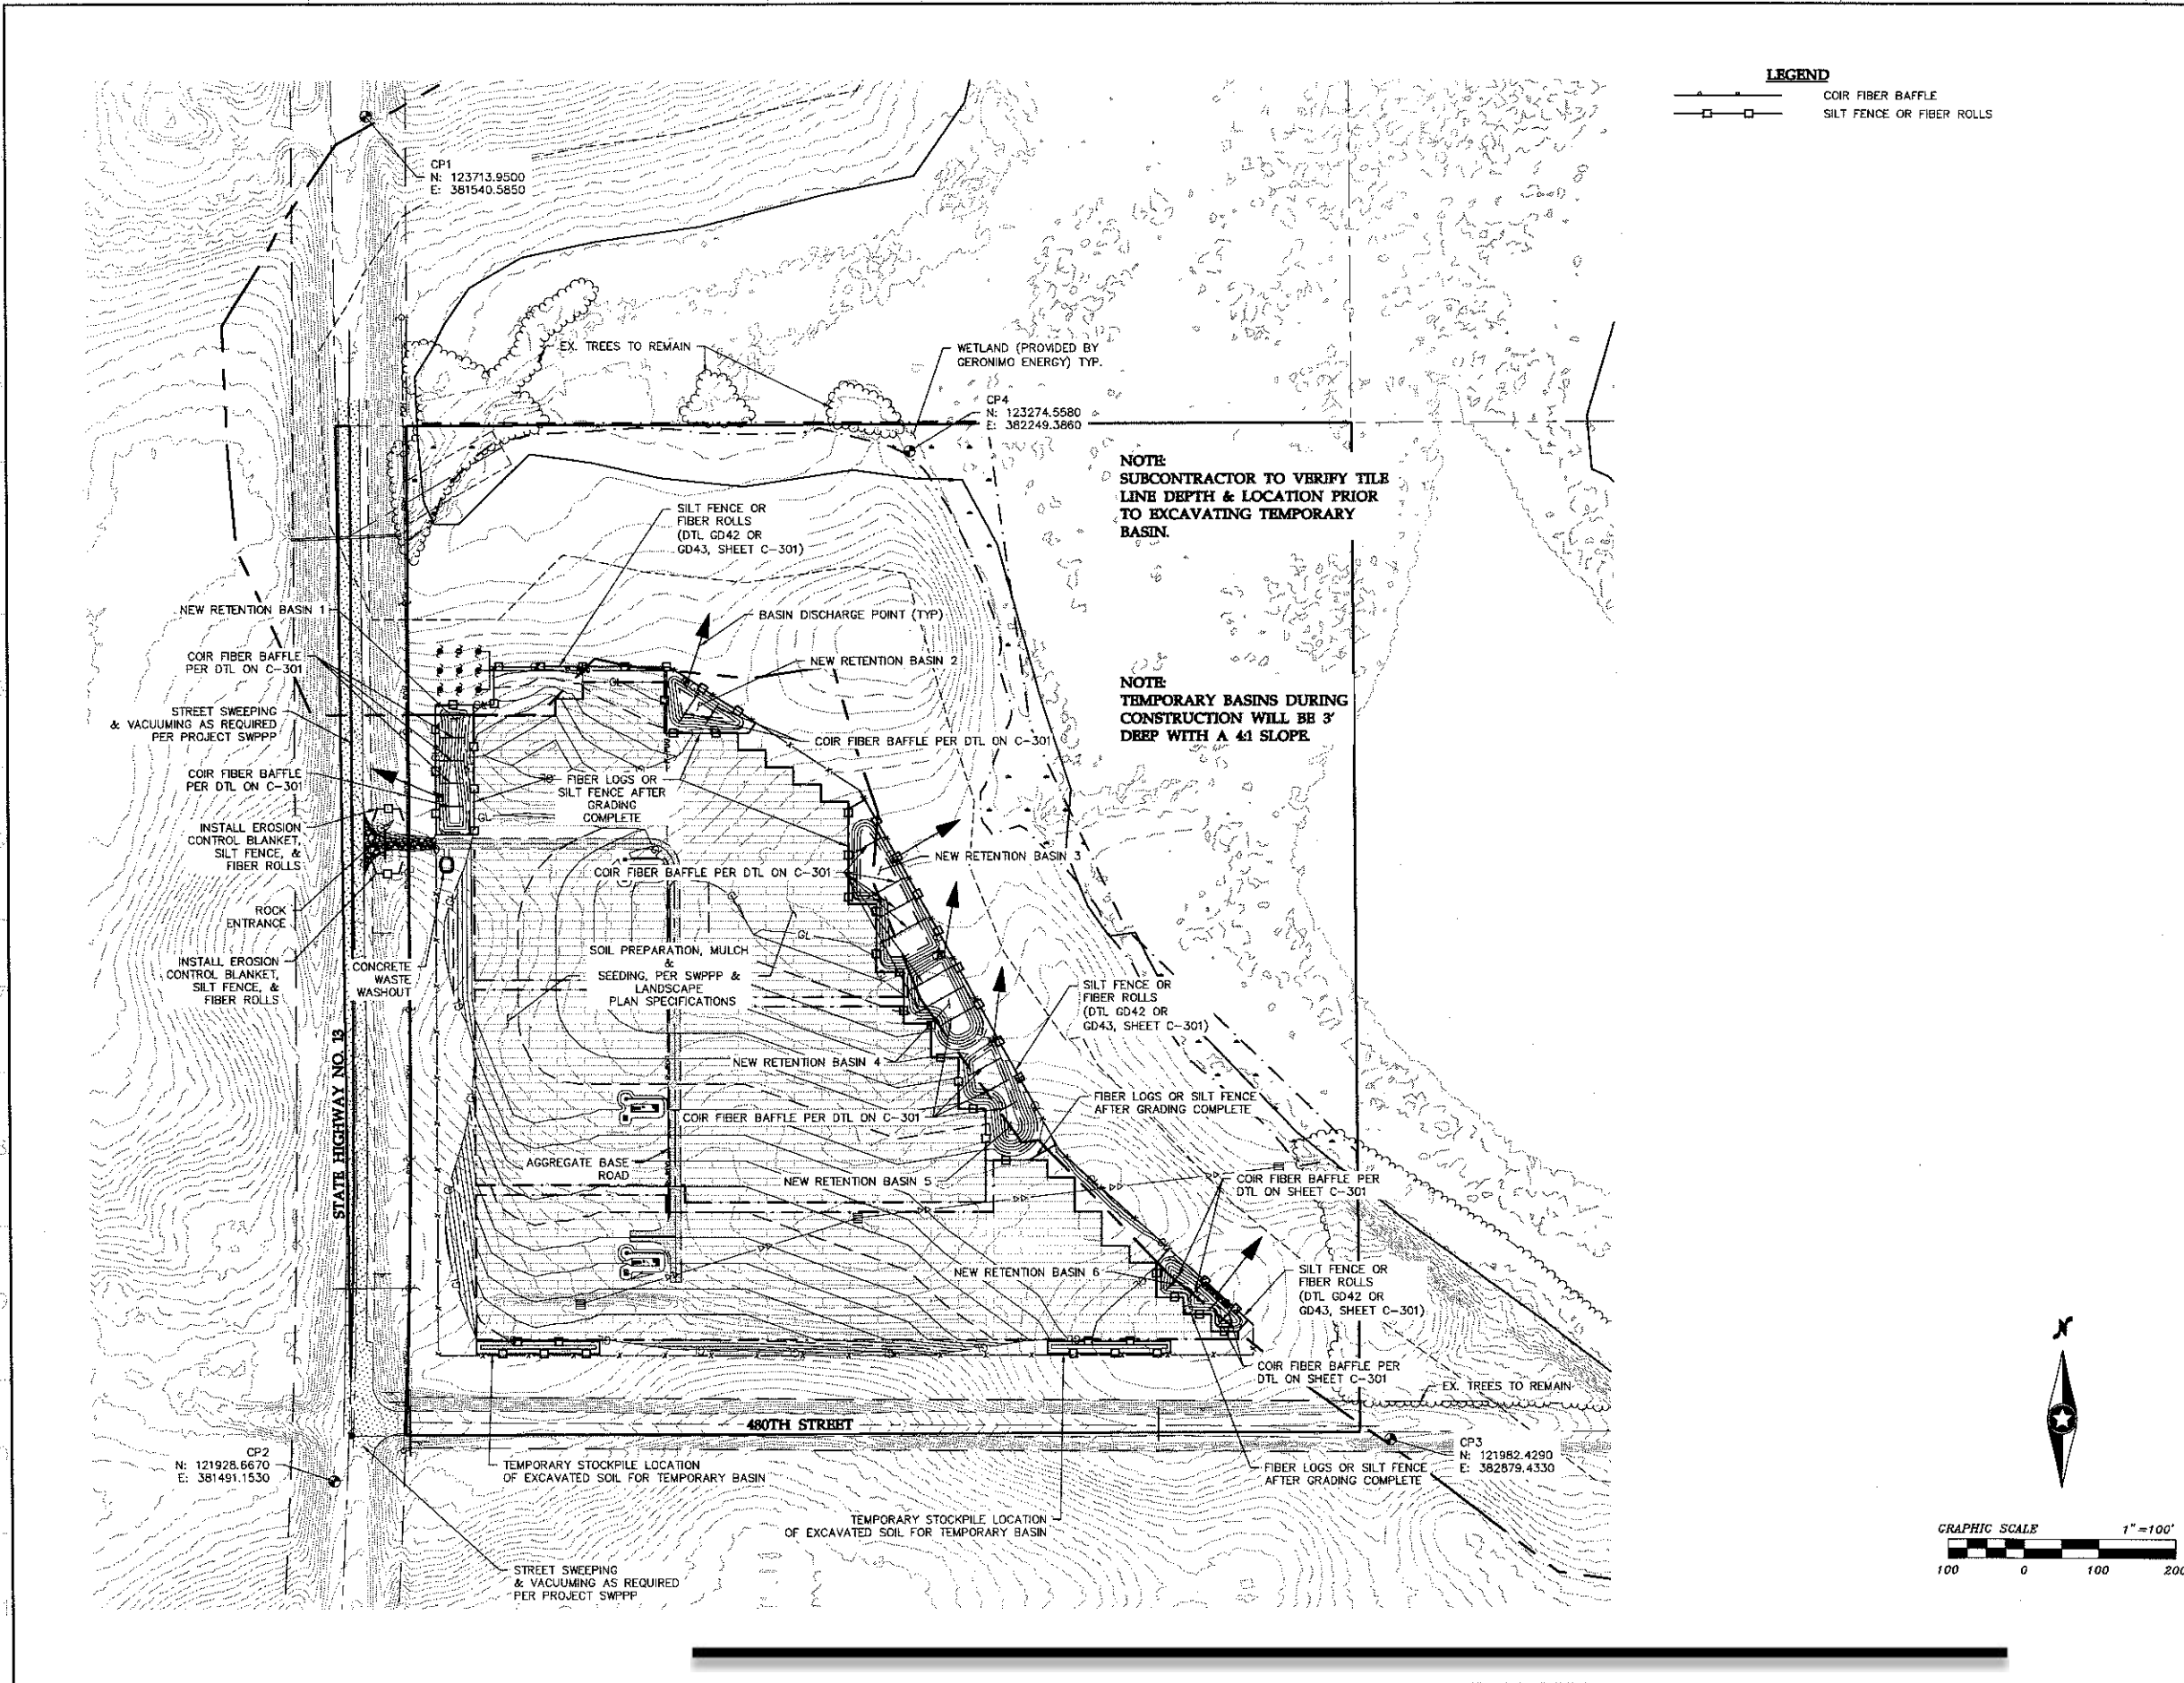 LEGEND
COIR FIBER BAFFLE
SILT FENCE OR FIBER ROLLS
CP1
N: 123713.9500
E: 381540.5850
EX. TREES TO REMAIN
WETLAND (PROVIDED BY
GERONIMO ENERGY) TYP.
CP4
N: 123274.5580
E: 382249.3860
NOTE:
SUBCONTRACTOR TO VERIFY TILE
LINE DEPTH & LOCATION PRIOR
TO EXCAVATING TEMPORARY
BASIN.
SILT FENCE OR
FIBER ROLLS
(DTL GD42 OR
GD43, SHEET C-301)
NEW RETENTION BASIN 1
BASIN DISCHARGE POINT (TYP)
COIR FIBER BAFFLE
PER DTL ON C-301
NEW RETENTION BASIN 2
NOTE:
TEMPORARY BASINS DURING
CONSTRUCTION WILL BE 3'
DEEP WITH A 4:1 SLOPE
STREET SWEEPING
& VACUUMING AS REQUIRED
PER PROJECT SWPPP
COIR FIBER BAFFLE PER DTL ON C-301
COIR FIBER BAFFLE
PER DTL ON C-301
FIBER LOGS OR
SILT FENCE AFTER
GRADING
COMPLETE
GL
GL
INSTALL EROSION
CONTROL BLANKET,
SILT FENCE, &
FIBER ROLLS
NEW RETENTION BASIN 3
COIR FIBER BAFFLE PER DTL ON C-301
ROCK
ENTRANCE
GL
SOIL PREPARATION, MULCH
&
SEEDING, PER SWPPP &
LANDSCAPE
PLAN SPECIFICATIONS
INSTALL EROSION
CONTROL BLANKET,
SILT FENCE, &
FIBER ROLLS
CONCRETE
WASTE
WASHOUT
SILT FENCE OR
FIBER ROLLS
(DTL GD42 OR
GD43, SHEET C-301)
STATE HIGHWAY NO. 13
NEW RETENTION BASIN 4
COIR FIBER BAFFLE PER DTL ON C-301
FIBER LOGS OR SILT FENCE
AFTER GRADING COMPLETE
AGGREGATE BASE
ROAD
NEW RETENTION BASIN 5
COIR FIBER BAFFLE PER
DTL ON SHEET C-301
NEW RETENTION BASIN 6
SILT FENCE OR
FIBER ROLLS
(DTL GD42 OR
GD43, SHEET C-301)
COIR FIBER BAFFLE PER
DTL ON SHEET C-301
EX. TREES TO REMAIN
480TH STREET
CP2
N: 121928.6670
E: 381491.1530
TEMPORARY STOCKPILE LOCATION
OF EXCAVATED SOIL FOR TEMPORARY BASIN
FIBER LOGS OR SILT FENCE
AFTER GRADING COMPLETE
CP3
N: 121982.4290
E: 382879.4330
TEMPORARY STOCKPILE LOCATION
OF EXCAVATED SOIL FOR TEMPORARY BASIN
STREET SWEEPING
& VACUUMING AS REQUIRED
PER PROJECT SWPPP
N
GRAPHIC SCALE 1"=100'
100 0 100 200